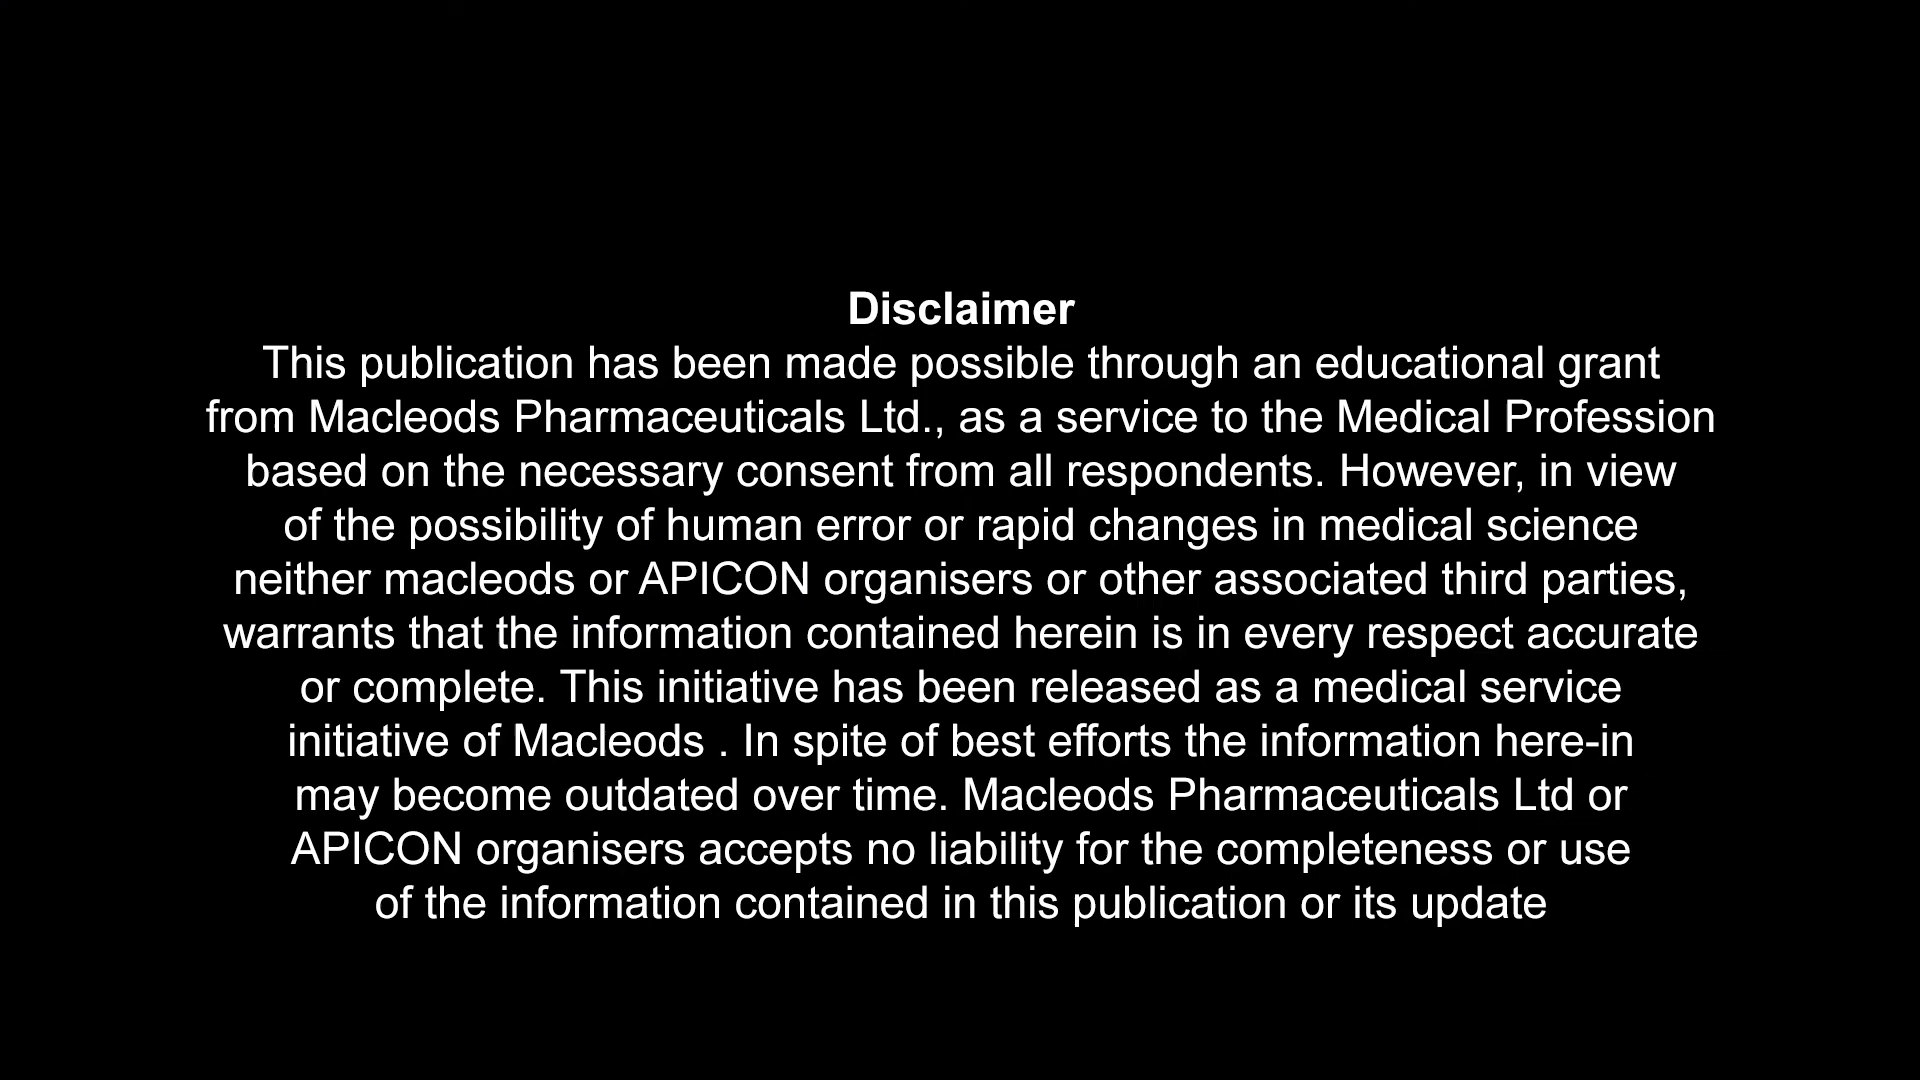 Disclaimer
This publication has been made possible through an educational grant
from Macleods Pharmaceuticals Ltd., as a service to the Medical Profession
based on the necessary consent from all respondents. However, in view
of the possibility of human error or rapid changes in medical science
neither macleods or APICON organisers or other associated third parties,
warrants that the information contained herein is in every respect accurate
or complete. This initiative has been released as a medical service
initiative of Macleods . In spite of best efforts the information here-in
may become outdated over time. Macleods Pharmaceuticals Ltd or
APICON organisers accepts no liability for the completeness or use
of the information contained in this publication or its update